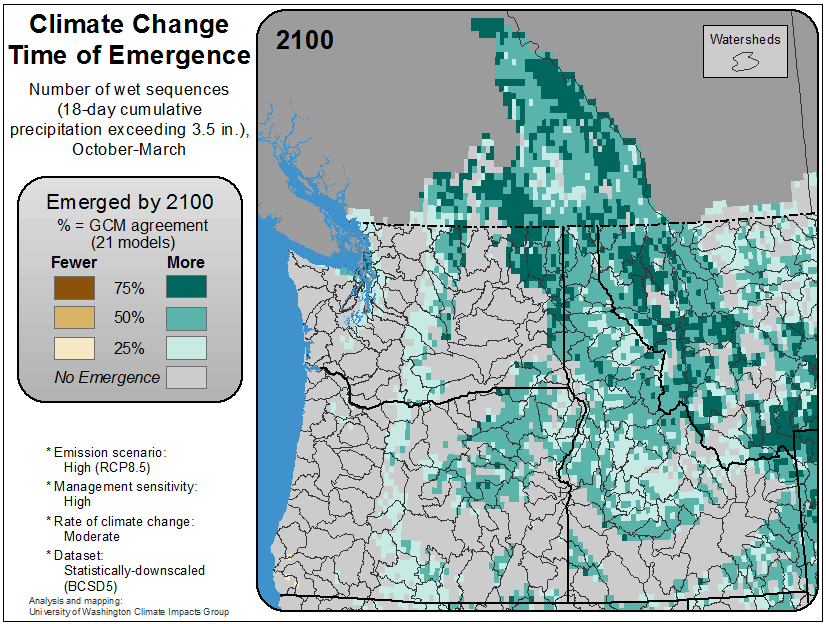 Climate Change
Time of Emergence
Number of wet sequences
(18-day cumulative
precipitation exceeding 3.5 in.),
October-March
Emerged by 2100
% = GCM agreement
(21 models)
Fewer More
75%
50%
25%
No Emergence
* Emission scenario:
High (RCP8.5)
* Management sensitivity:
High
* Rate of climate change:
Moderate
* Dataset:
Statistically-downscaled
(BCSD5)
Analysis and mapping:
University of Washington Climate Impacts Group
2100
Watersheds